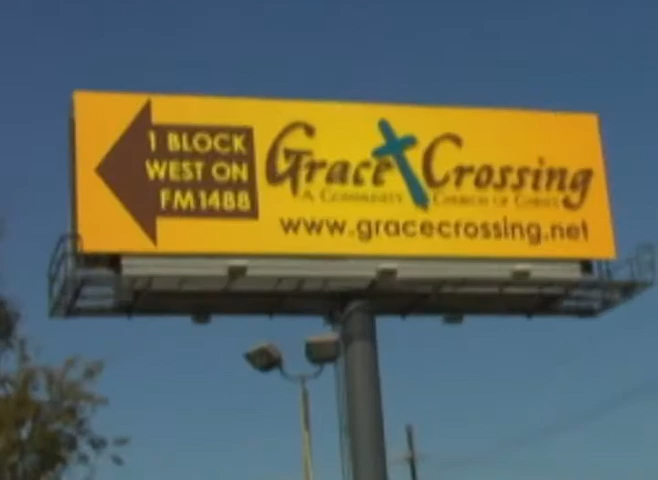 1 BLOCK
WEST ON
FM 1488
Grace Crossing
A Community Church of Christ
www.gracecrossing.net